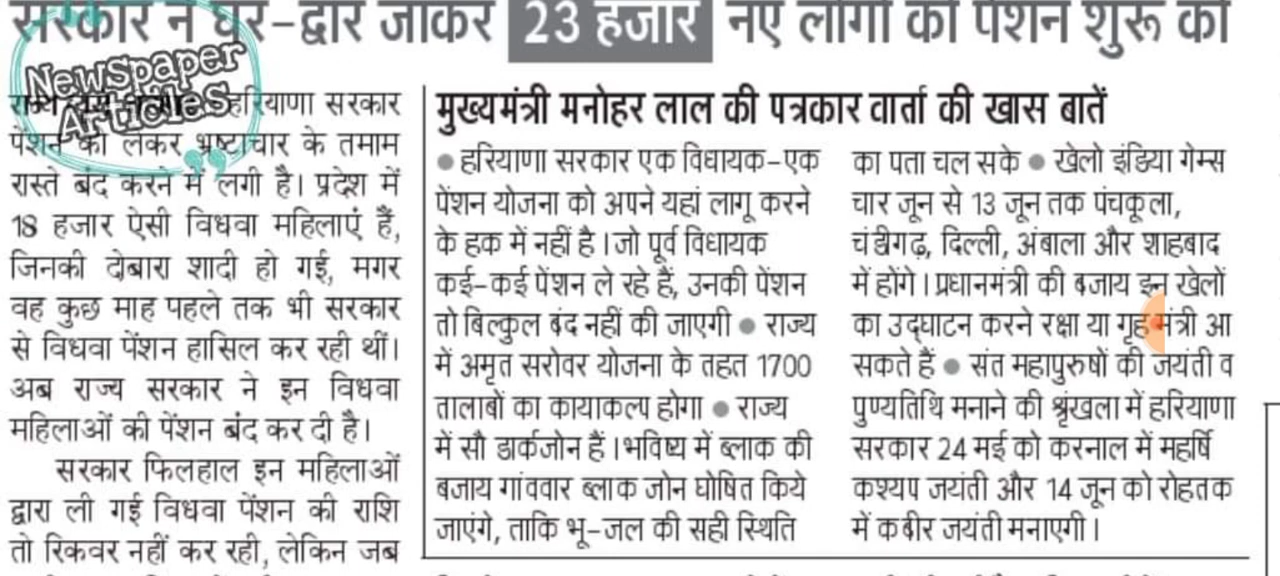 सरकार ने घर-द्वार जाकर 23 हजार नए लोगों की पेंशन शुरू की
Newspaper
Articles
हरियाणा सरकार
पेंशन को लेकर भ्रष्टाचार के तमाम
रास्ते बंद करने में लगी है। प्रदेश में
18 हजार ऐसी विधवा महिलाएं हैं,
जिनकी दोबारा शादी हो गई, मगर
वह कुछ माह पहले तक भी सरकार
से विधवा पेंशन हासिल कर रही थीं।
अब राज्य सरकार ने इन विधवा
महिलाओं की पेंशन बंद कर दी है।
सरकार फिलहाल इन महिलाओं
द्वारा ली गई विधवा पेंशन की राशि
तो रिकवर नहीं कर रही, लेकिन जब
मुख्यमंत्री मनोहर लाल की पत्रकार वार्ता की खास बातें
● हरियाणा सरकार एक विधायक-एक
पेंशन योजना को अपने यहां लागू करने
के हक में नहीं है। जो पूर्व विधायक
कई-कई पेंशन ले रहे हैं, उनकी पेंशन
तो बिल्कुल बंद नहीं की जाएगी ● राज्य
में अमृत सरोवर योजना के तहत 1700
तालाबों का कायाकल्प होगा ● राज्य
में सौ डार्कजोन हैं। भविष्य में ब्लाक की
बजाय गांववार ब्लाक जोन घोषित किये
जाएंगे, ताकि भू-जल की सही स्थिति
का पता चल सके ● खेलो इंडिया गेम्स
चार जून से 13 जून तक पंचकूला,
चंडीगढ़, दिल्ली, अंबाला और शाहबाद
में होंगे। प्रधानमंत्री की बजाय इन खेलों
का उद्घाटन करने रक्षा या गृहमंत्री आ
सकते हैं ● संत महापुरुषों की जयंती व
पुण्यतिथि मनाने की श्रृंखला में हरियाणा
सरकार 24 मई को करनाल में महर्षि
कश्यप जयंती और 14 जून को रोहतक
में कबीर जयंती मनाएगी।